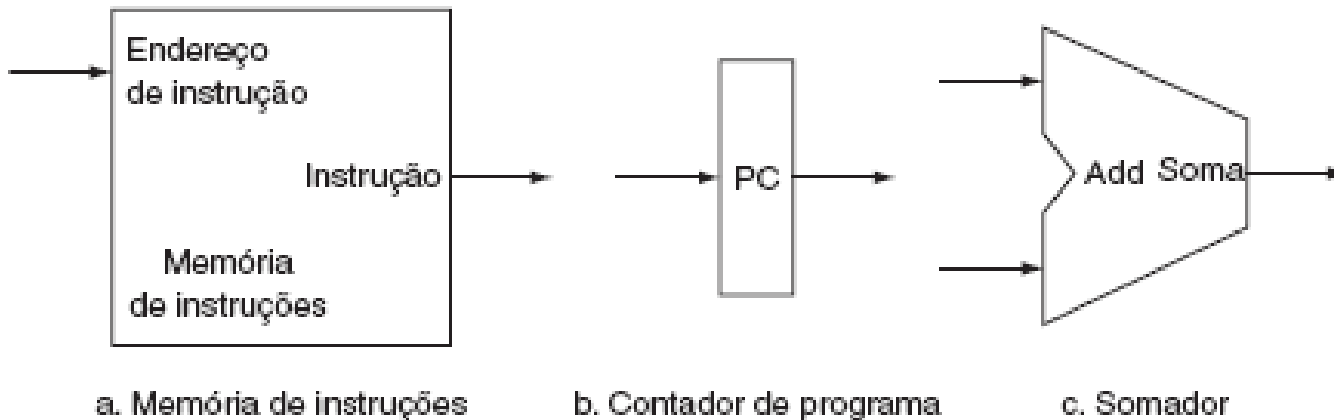 Endereço
de instrução
Instrução
Memória
de instruções
PC
Add Soma
a. Memória de instruções
b. Contador de programa
c. Somador